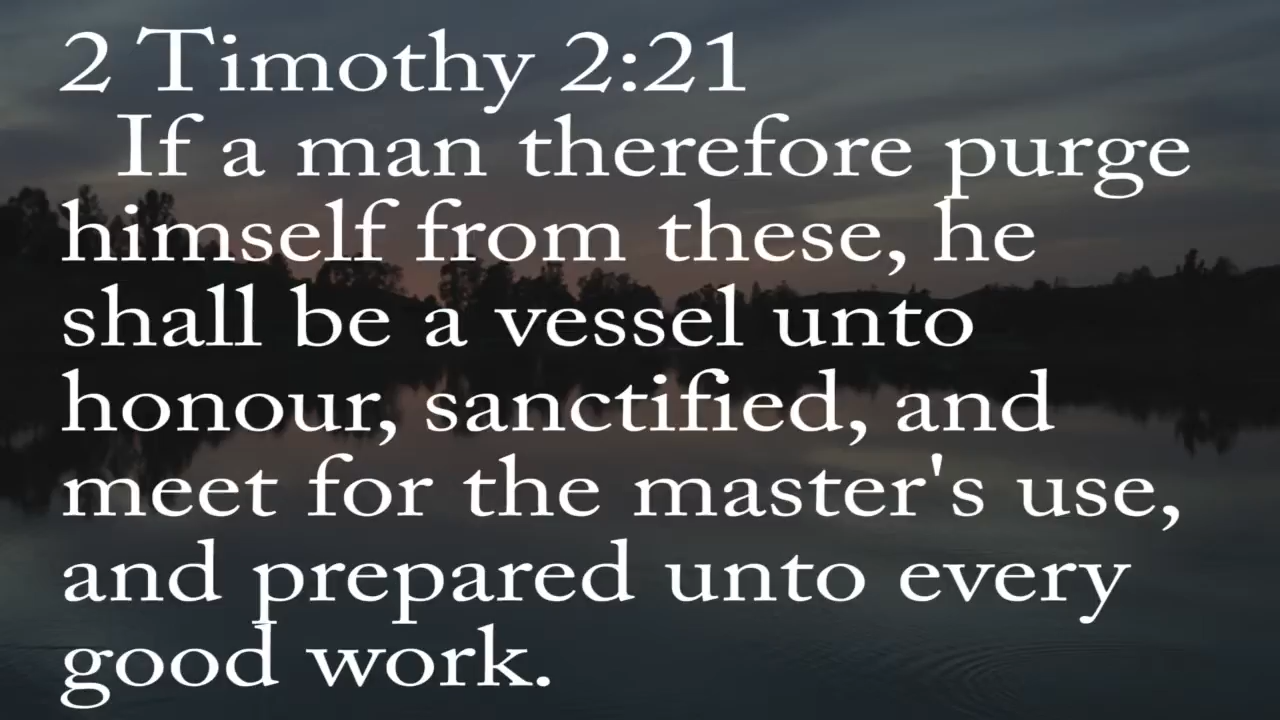 2 Timothy 2:21
If a man therefore purge
himself from these, he
shall be a vessel unto
honour, sanctified, and
meet for the master's use,
and prepared unto every
good work.